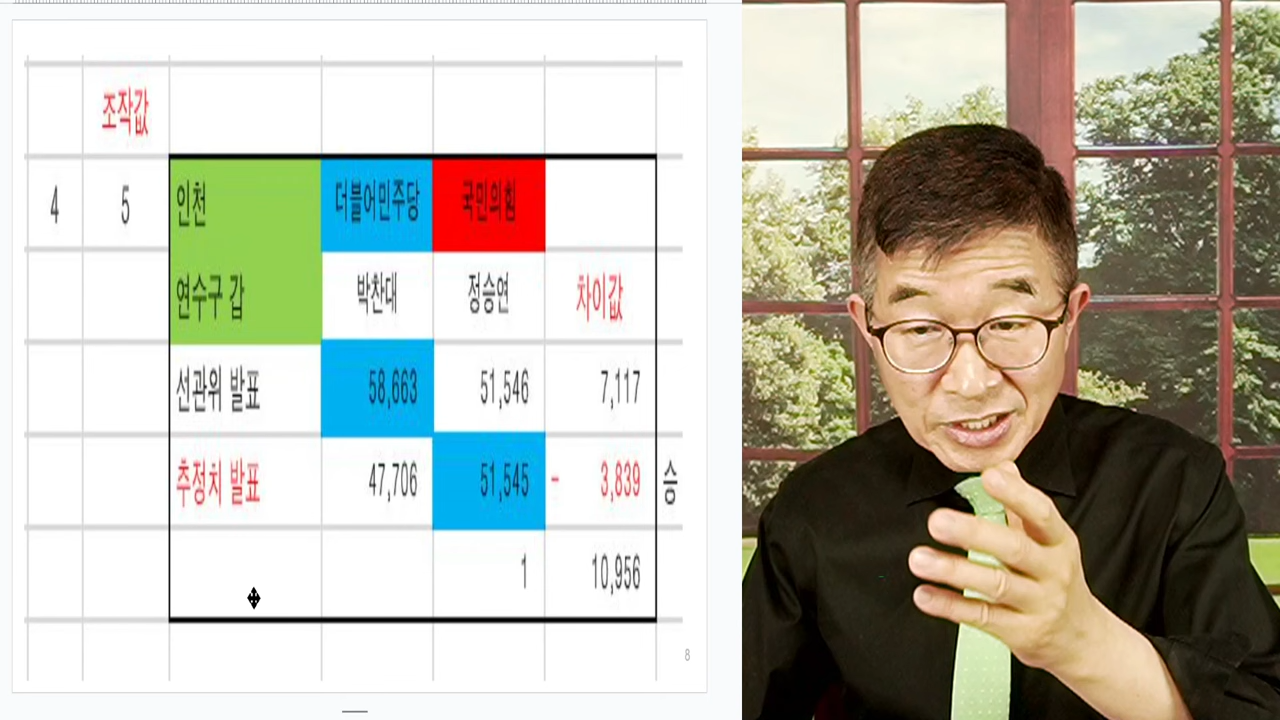 조작값
4 5 인천 더불어민주당 국민의힘
연수구 갑 박찬대 정승연 차이값
선관위 발표 58,663 51,546 7,117
추정치 발표 47,706 51,545 - 3,839 승
1 10,956
8